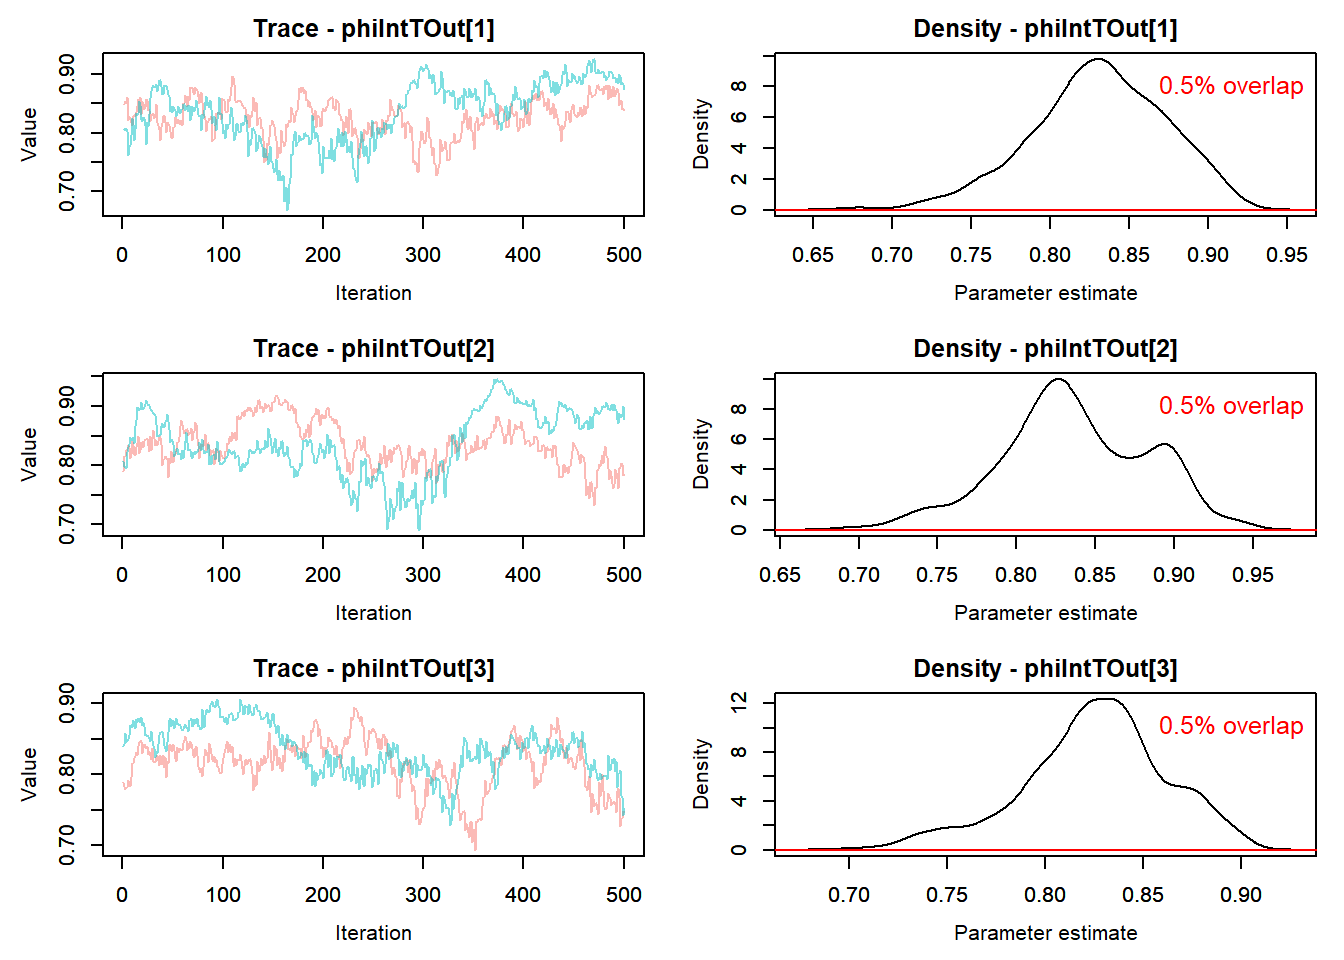 Trace - phiIntTOut[1]
Value
0.70 0.80 0.90
0 100 200 300 400 500
Iteration
Density - phiIntTOut[1]
0.5% overlap
Density
0 2 4 6 8
0.65 0.70 0.75 0.80 0.85 0.90 0.95
Parameter estimate
Trace - phiIntTOut[2]
Value
0.70 0.80 0.90
0 100 200 300 400 500
Iteration
Density - phiIntTOut[2]
0.5% overlap
Density
0 2 4 6 8
0.65 0.70 0.75 0.80 0.85 0.90 0.95
Parameter estimate
Trace - phiIntTOut[3]
Value
0.70 0.80 0.90
0 100 200 300 400 500
Iteration
Density - phiIntTOut[3]
0.5% overlap
Density
0 4 8 12
0.70 0.75 0.80 0.85 0.90
Parameter estimate